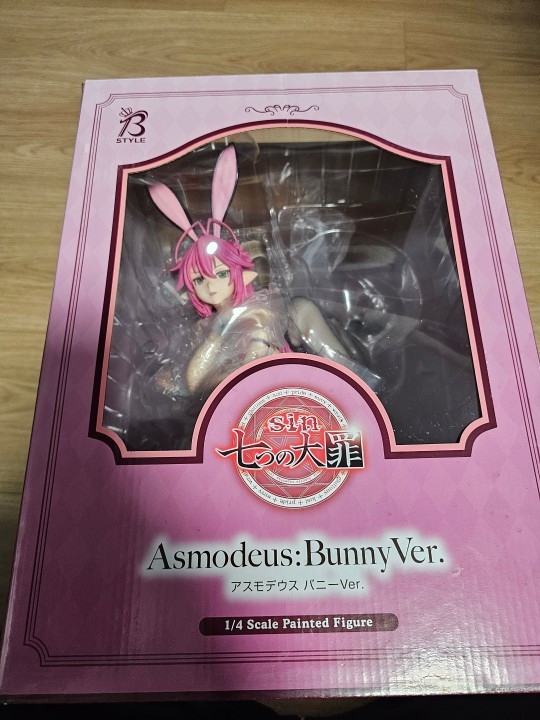 B
STYLE
sin
七つの大罪
Asmodeus:BunnyVer.
アスモデウス バニーVer.
1/4 Scale Painted Figure